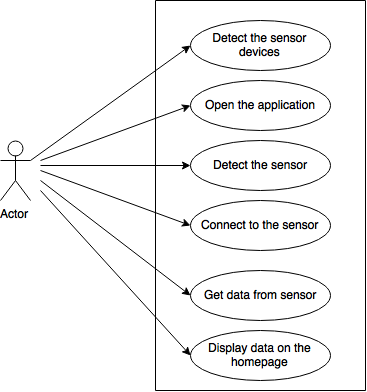 Detect the sensor
devices
Open the application
Detect the sensor
Actor
Connect to the sensor
Get data from sensor
Display data on the
homepage